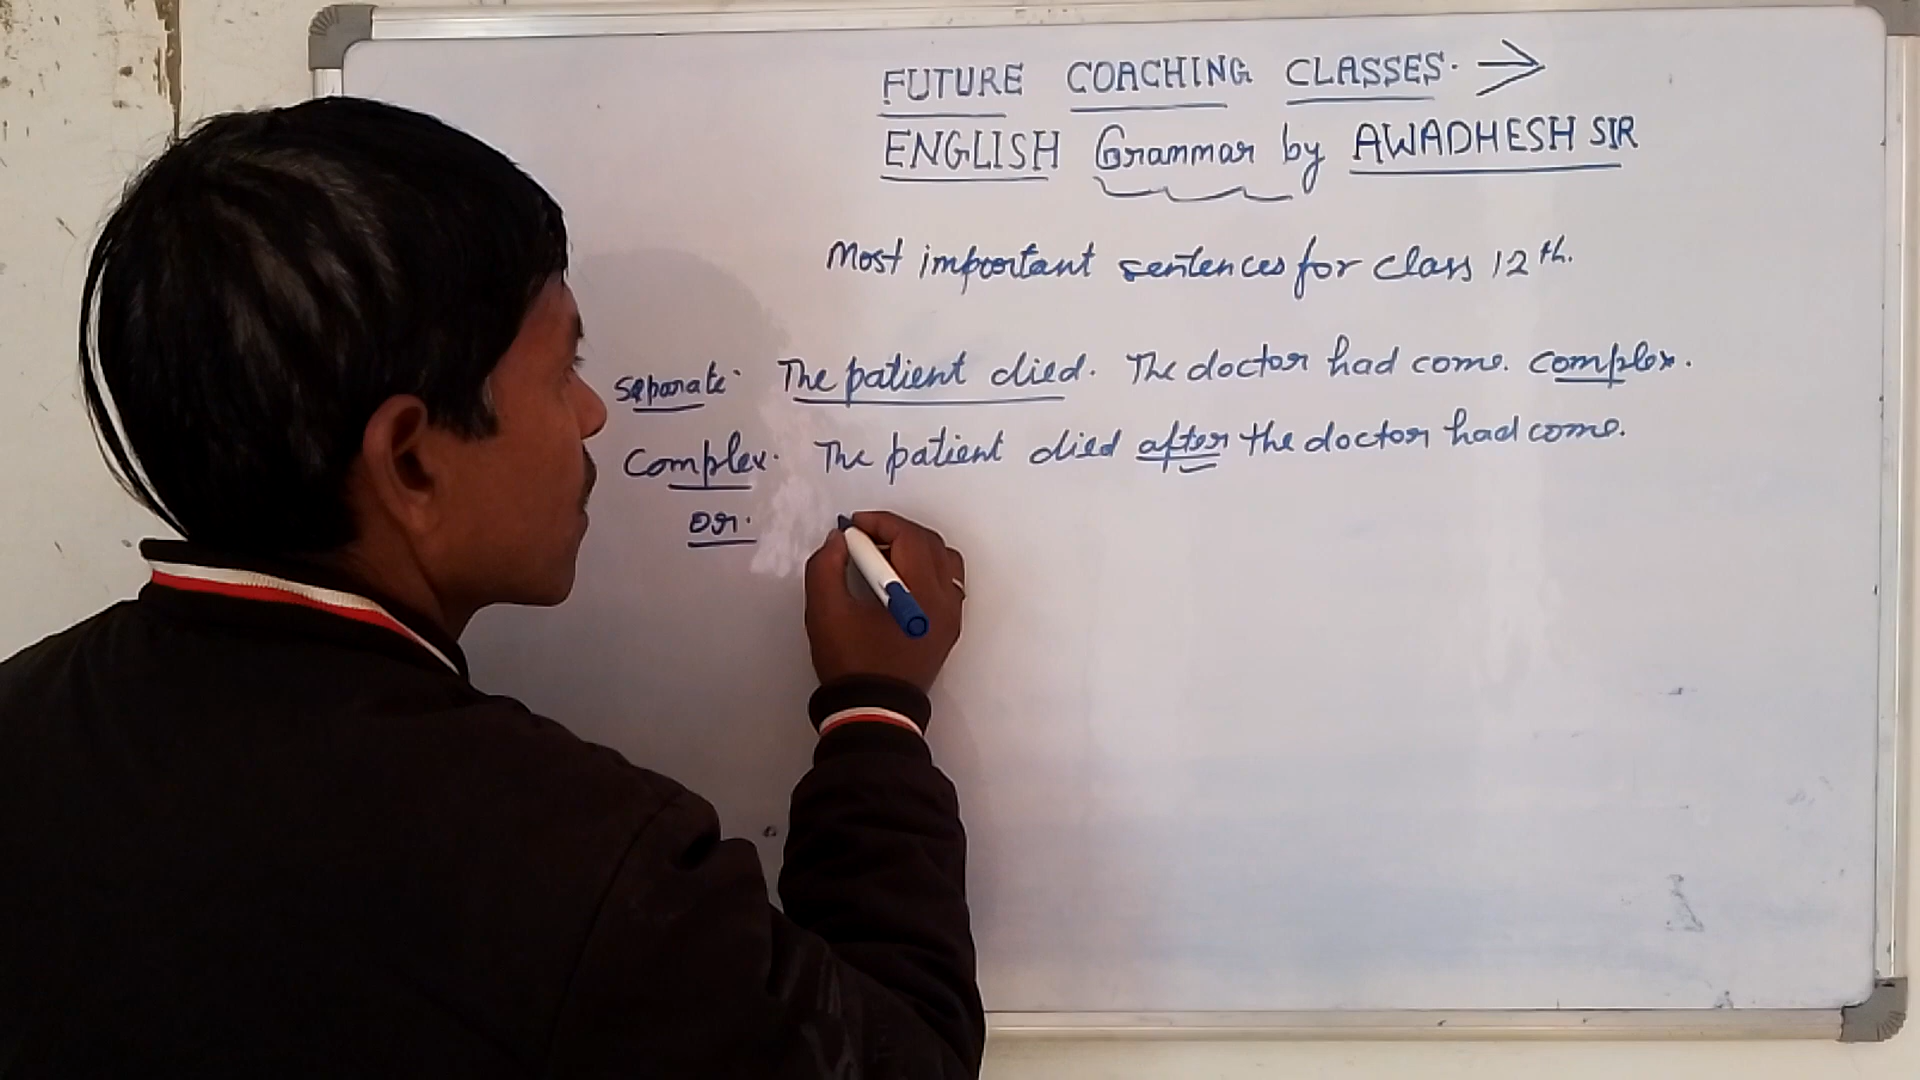 FUTURE COACHING CLASSES. →
ENGLISH Grammar by AWADHESH SIR
Most important sentences for class 12th.
Separate. The patient died. The doctor had come. complex.
Complex. The patient died after the doctor had come.
or.